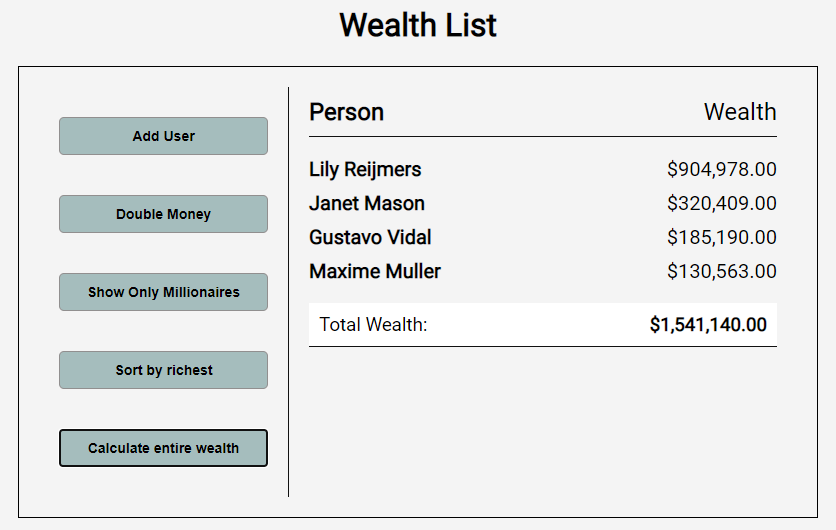 Wealth List
Add User
Double Money
Show Only Millionaires
Sort by richest
Calculate entire wealth
Person Wealth
Lily Reijmers $904,978.00
Janet Mason $320,409.00
Gustavo Vidal $185,190.00
Maxime Muller $130,563.00
Total Wealth: $1,541,140.00